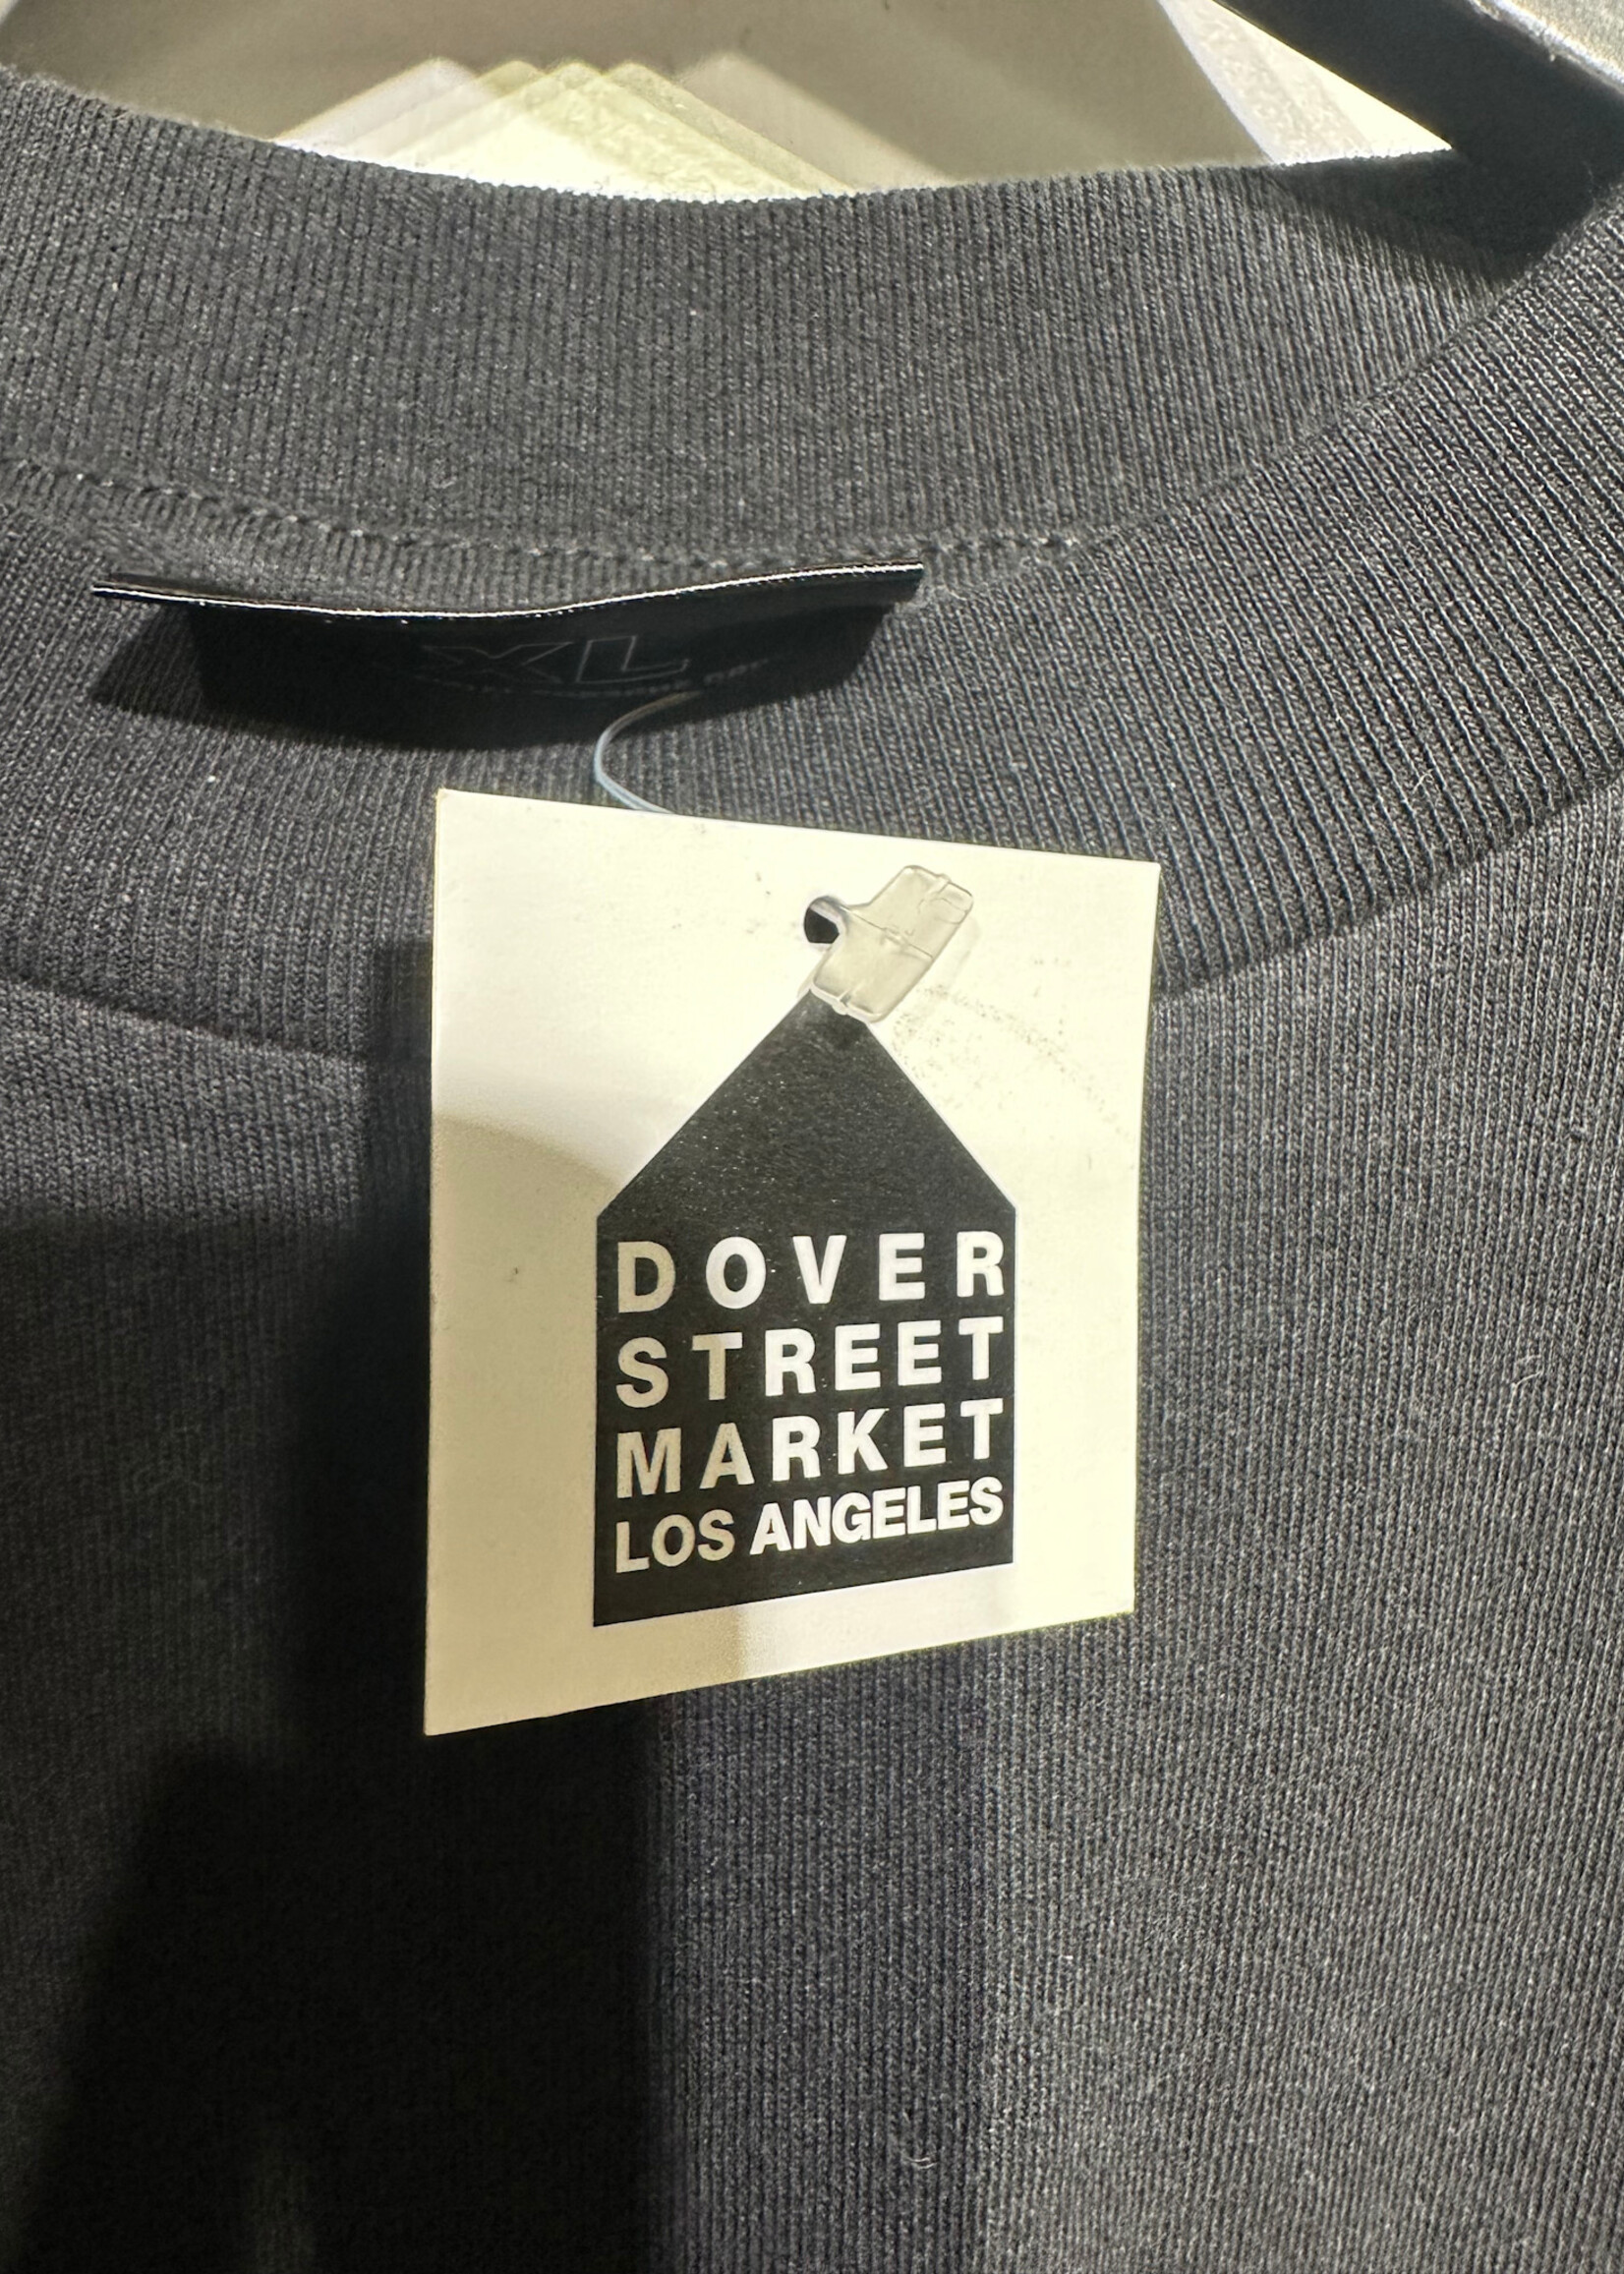 XL
DOVER
STREET
MARKET
LOS ANGELES